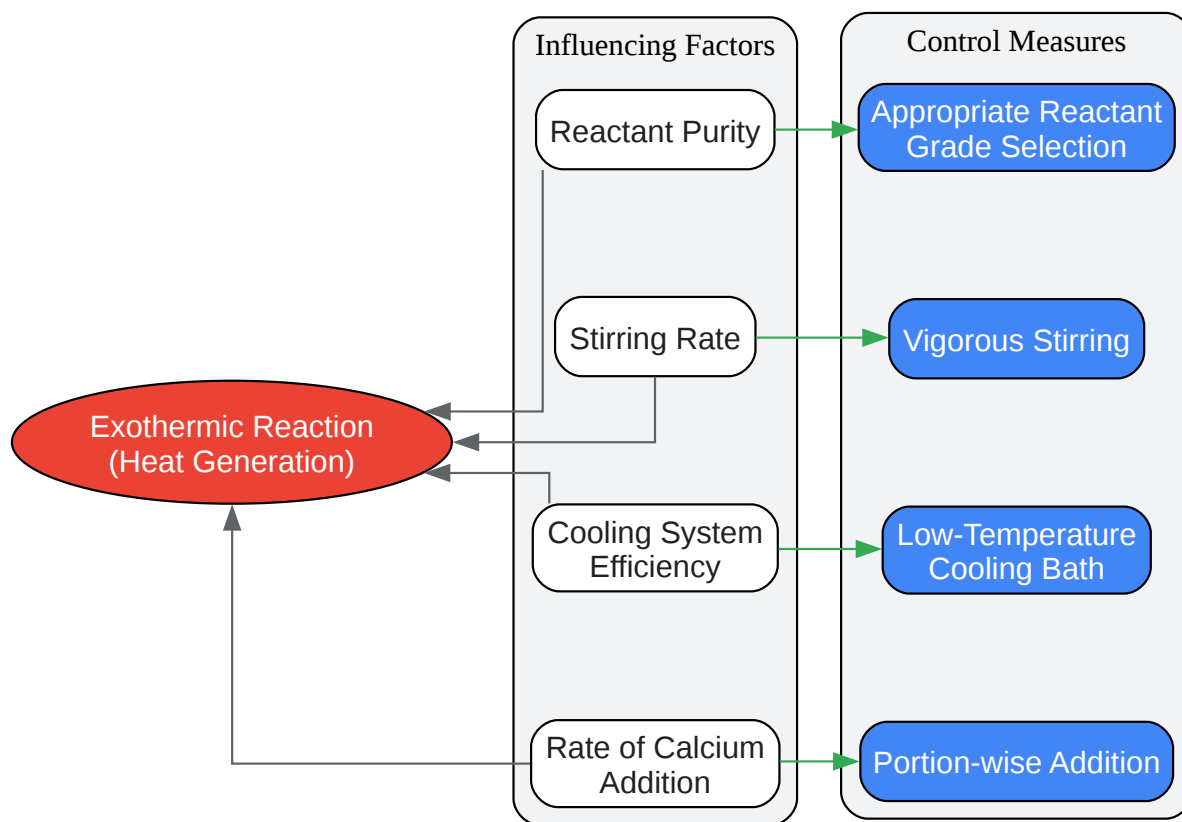 Influencing Factors
Control Measures
Reactant Purity
Appropriate Reactant
Grade Selection
Stirring Rate
Vigorous Stirring
Exothermic Reaction
(Heat Generation)
Cooling System
Efficiency
Low-Temperature
Cooling Bath
Rate of Calcium
Addition
Portion-wise Addition